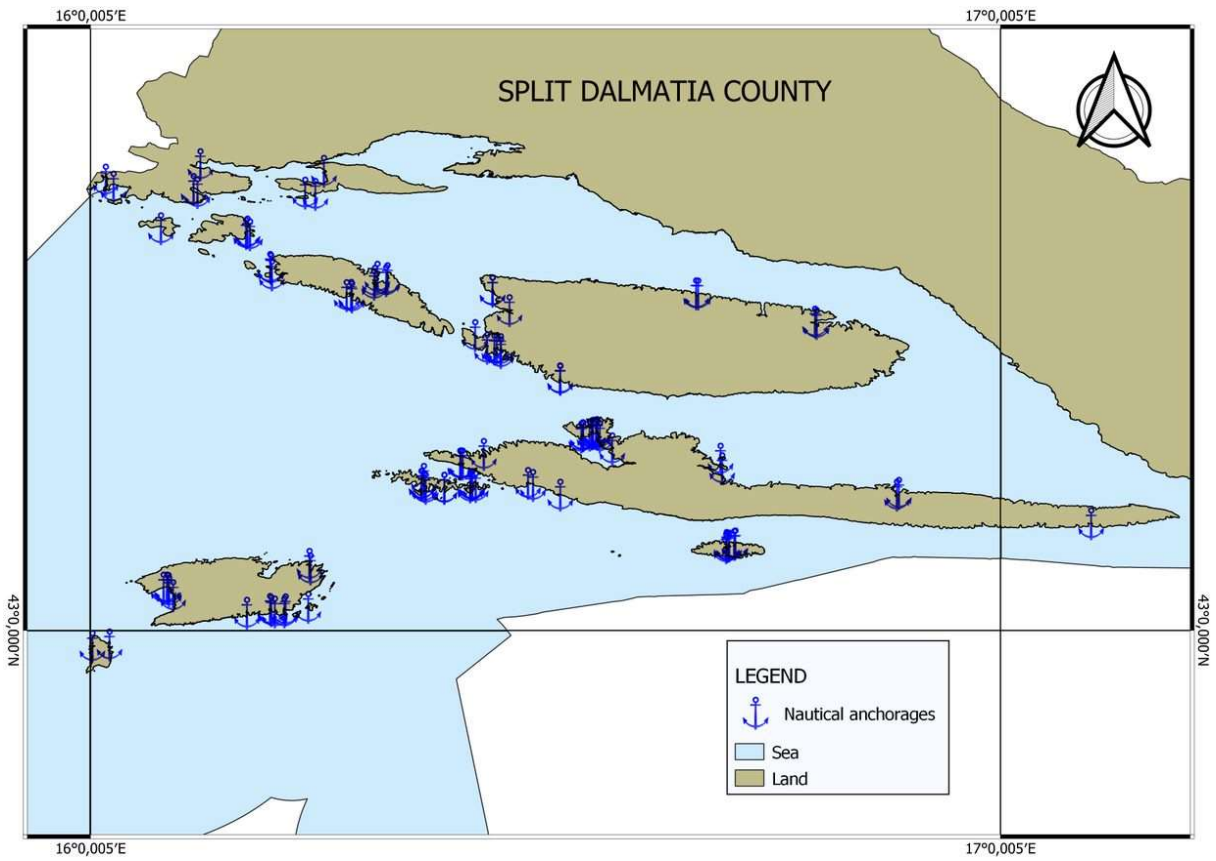 16°0,005'E 17°0,005'E
SPLIT DALMATIA COUNTY
43°0,000'N 43°0,000'N
LEGEND
Nautical anchorages
Sea
Land
16°0,005'E 17°0,005'E